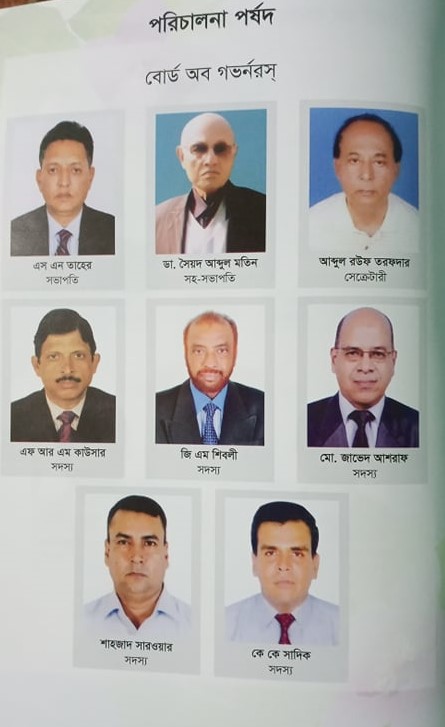 পরিচালনা পর্ষদ
বোর্ড অব গভর্নরস্
এস এন তাহের
সভাপতি
ডা. সৈয়দ আব্দুল মতিন
সহ-সভাপতি
আব্দুল রউফ তরফদার
সেক্রেটারী
এফ আর এম কাউসার
সদস্য
জি এম শিবলী
সদস্য
মো. জাভেদ আশরাফ
সদস্য
শাহজাদ সারওয়ার
সদস্য
কে কে সাদিক
সদস্য